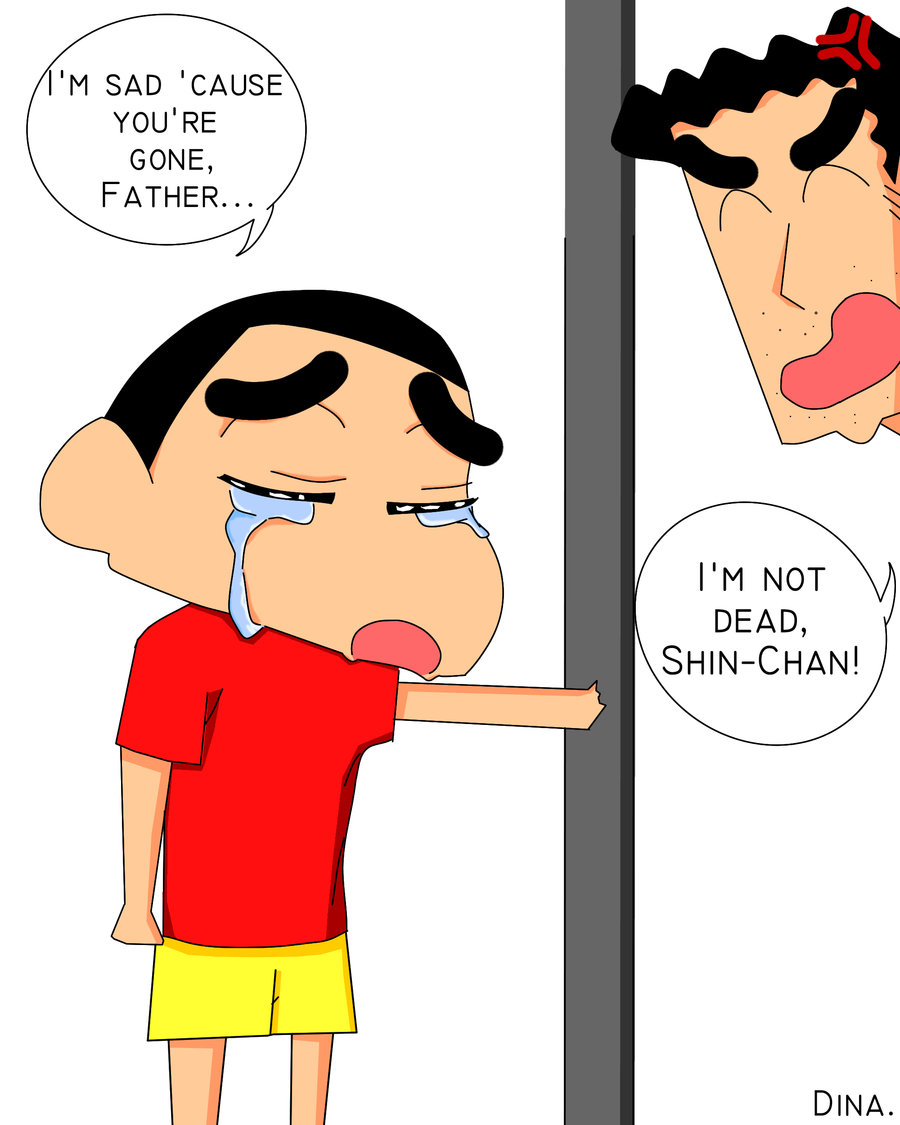 I'm sad 'cause
you're
gone,
Father...
I'm not
dead,
Shin-Chan!
Dina.